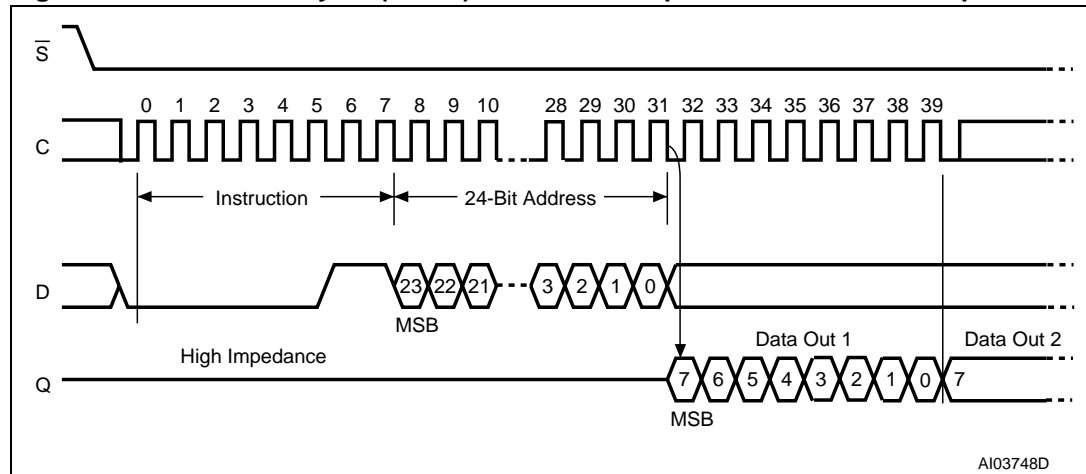 S
0 1 2 3 4 5 6 7 8 9 10 28 29 30 31 32 33 34 35 36 37 38 39
C
Instruction 24-Bit Address
D
23 22 21 3 2 1 0
MSB
High Impedance Data Out 1 Data Out 2
Q
7 6 5 4 3 2 1 0 7
MSB
AI03748D